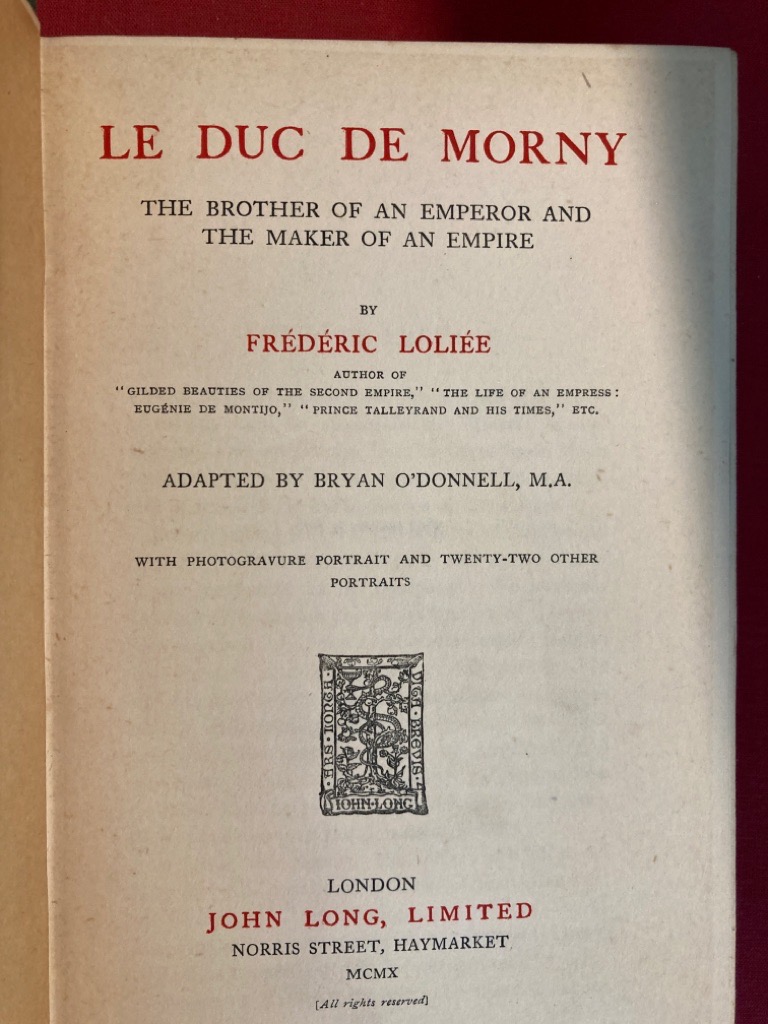 LE DUC DE MORNY
THE BROTHER OF AN EMPEROR AND
THE MAKER OF AN EMPIRE
BY
FRÉDÉRIC LOLIÉE
AUTHOR OF
"GILDED BEAUTIES OF THE SECOND EMPIRE," "THE LIFE OF AN EMPRESS:
EUGÉNIE DE MONTIJO," "PRINCE TALLEYRAND AND HIS TIMES," ETC.
ADAPTED BY BRYAN O'DONNELL, M.A.
WITH PHOTOGRAVURE PORTRAIT AND TWENTY-TWO OTHER
PORTRAITS
ARS·LONGA·
VITA·BREVIS·
IOHN·LONG
LONDON
JOHN LONG, LIMITED
NORRIS STREET, HAYMARKET
MCMX
[All rights reserved]